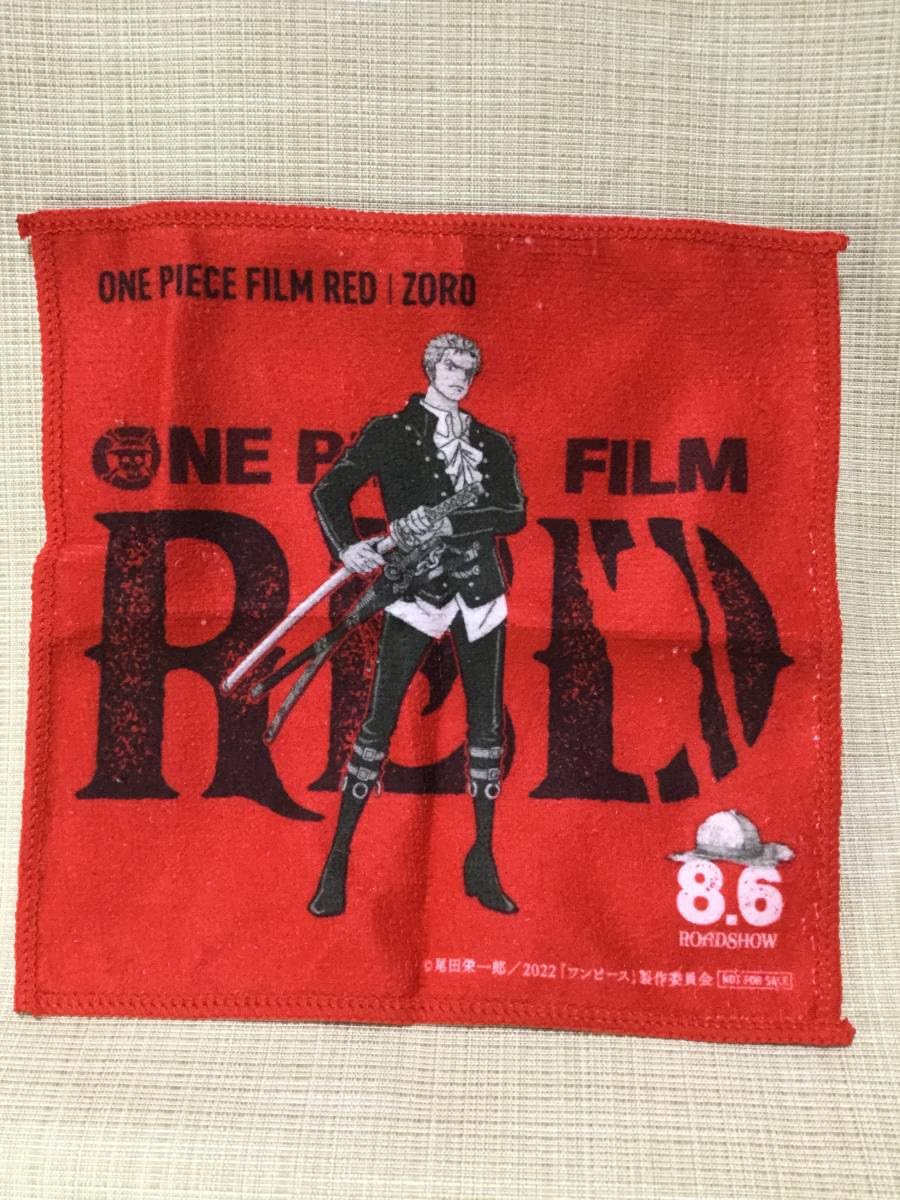 ONE PIECE FILM RED | ZORO
ONE P FILM
RED
8.6
ROADSHOW
©尾田栄一郎／2022「ワンピース」製作委員会 NOT FOR SALE